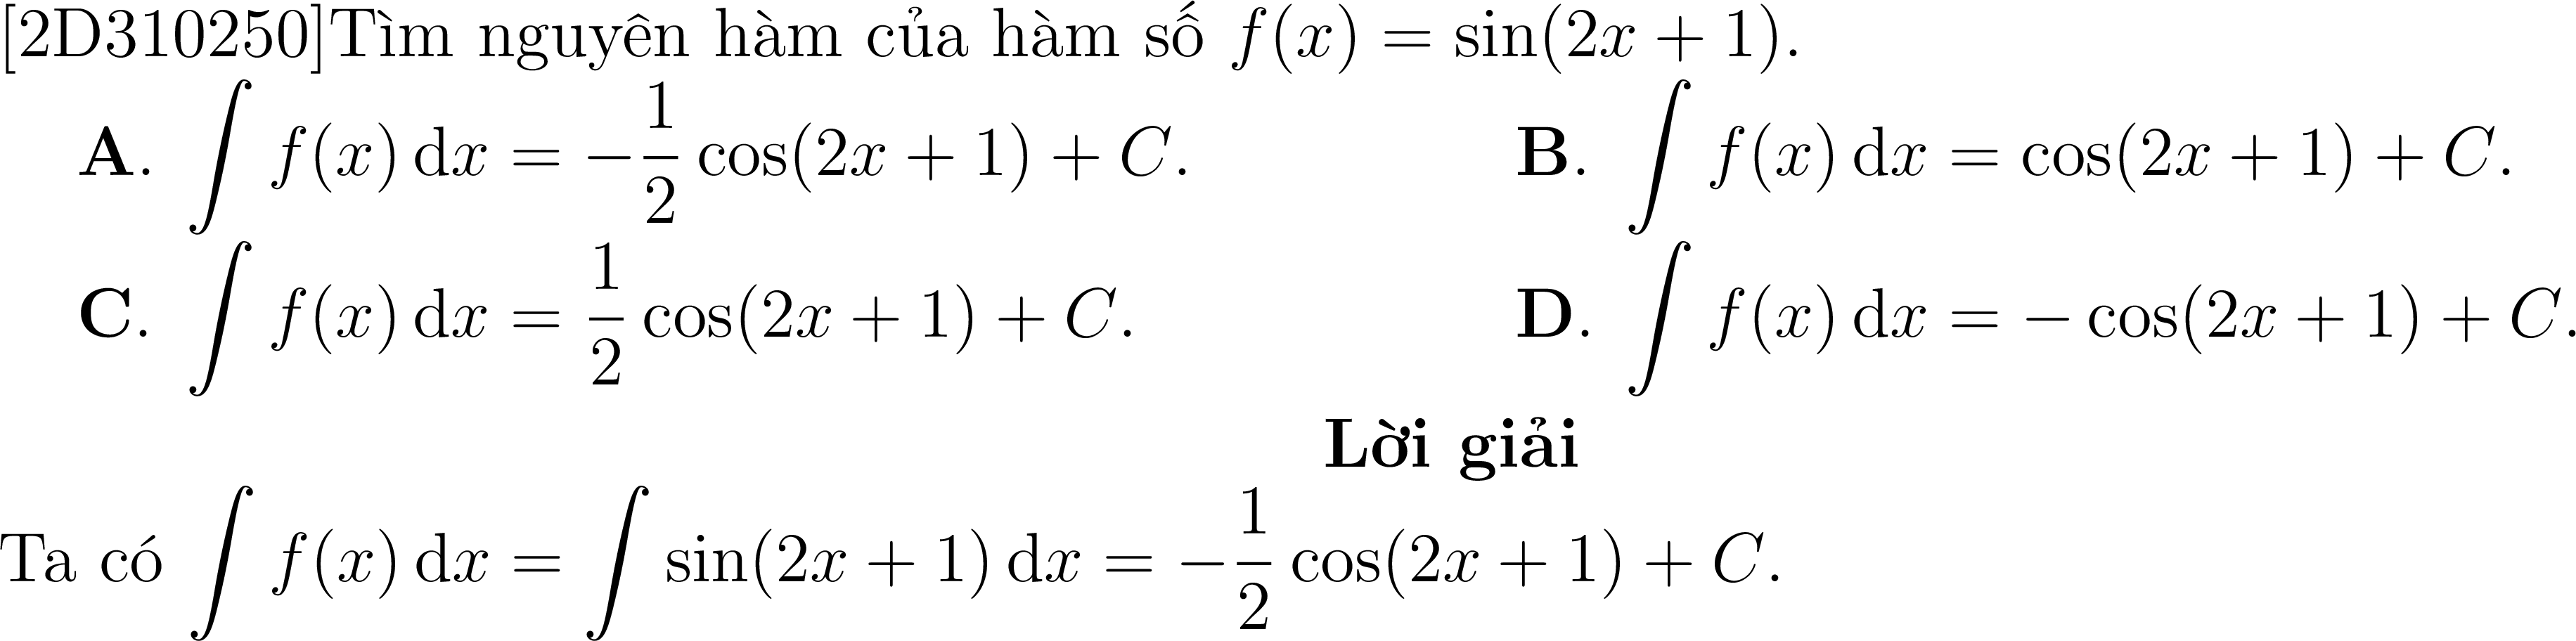 [2D310250]Tìm nguyên hàm của hàm số f(x) = sin(2x + 1).
A. ∫ f(x) dx = −1/2 cos(2x + 1) + C. B. ∫ f(x) dx = cos(2x + 1) + C.
C. ∫ f(x) dx = 1/2 cos(2x + 1) + C. D. ∫ f(x) dx = − cos(2x + 1) + C.
Lời giải
Ta có ∫ f(x) dx = ∫ sin(2x + 1) dx = −1/2 cos(2x + 1) + C.